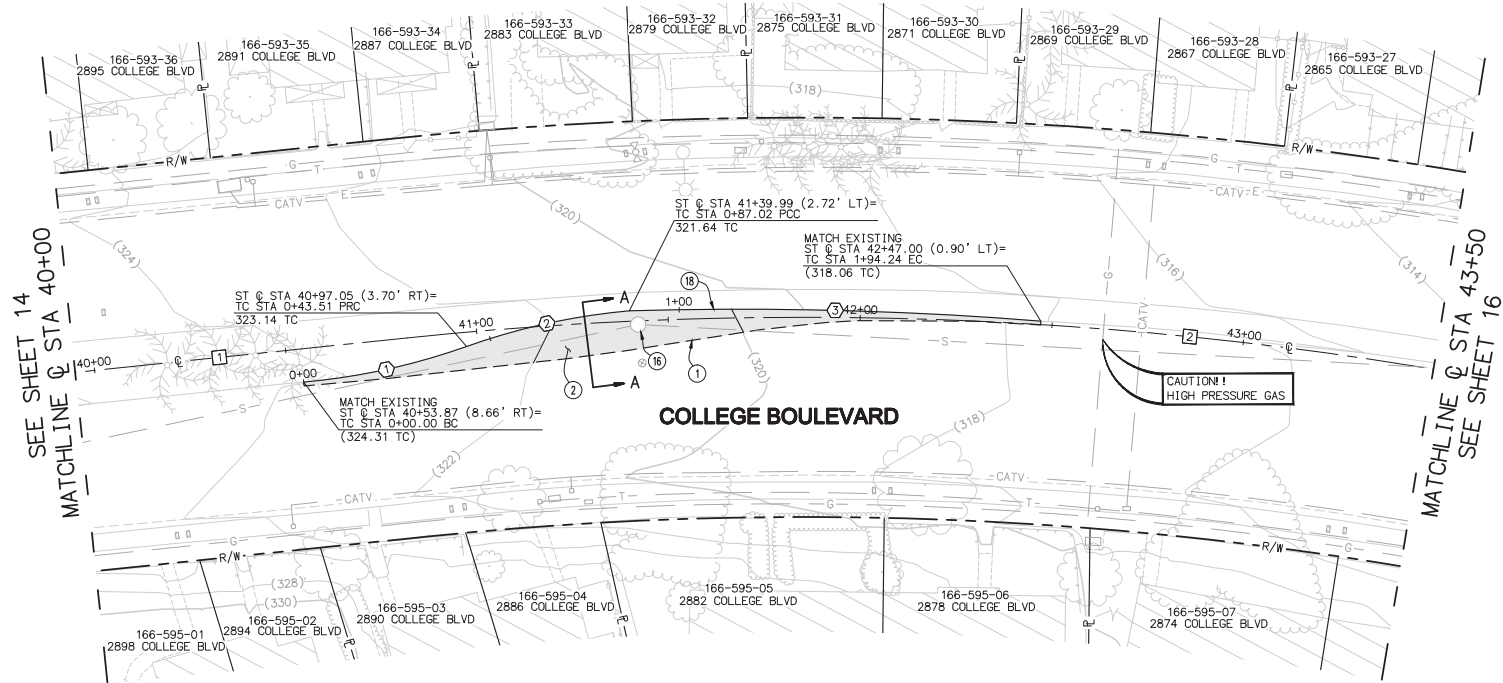 166-593-36
2895 COLLEGE BLVD
166-593-35
2891 COLLEGE BLVD
166-593-34
2887 COLLEGE BLVD
166-593-33
2883 COLLEGE BLVD
166-593-32
2879 COLLEGE BLVD
166-593-31
2875 COLLEGE BLVD
166-593-30
2871 COLLEGE BLVD
166-593-29
2869 COLLEGE BLVD
166-593-28
2867 COLLEGE BLVD
166-593-27
2865 COLLEGE BLVD
PL
PL
PL
PL
PL
(318)
R/W
R/W
G
T
G
T
CATV
E
CATV
E
(324)
(320)
(316)
(314)
SEE SHEET 14
MATCHLINE ℄ STA 40+00
ST ℄ STA 41+39.99 (2.72' LT)=
TC STA 0+87.02 PCC
321.64 TC
MATCH EXISTING
ST ℄ STA 42+47.00 (0.90' LT)=
TC STA 1+94.24 EC
(318.06 TC)
ST ℄ STA 40+97.05 (3.70' RT)=
TC STA 0+43.51 PRC
323.14 TC
MATCH EXISTING
ST ℄ STA 40+53.87 (8.66' RT)=
TC STA 0+00.00 BC
(324.31 TC)
40+00
℄
1
0+00
1
41+00
2
A
A
1+00
18
16
1
2
3
42+00
2
43+00
℄
S
S
G
CATV
(320)
(318)
(322)
COLLEGE BOULEVARD
CAUTION!!
HIGH PRESSURE GAS
MATCHLINE ℄ STA 43+50
SEE SHEET 16
CATV
CATV
T
T
G
G
G
R/W
R/W
(328)
(330)
166-595-01
2898 COLLEGE BLVD
166-595-02
2894 COLLEGE BLVD
166-595-03
2890 COLLEGE BLVD
166-595-04
2886 COLLEGE BLVD
166-595-05
2882 COLLEGE BLVD
166-595-06
2878 COLLEGE BLVD
166-595-07
2874 COLLEGE BLVD
PL
PL
PL